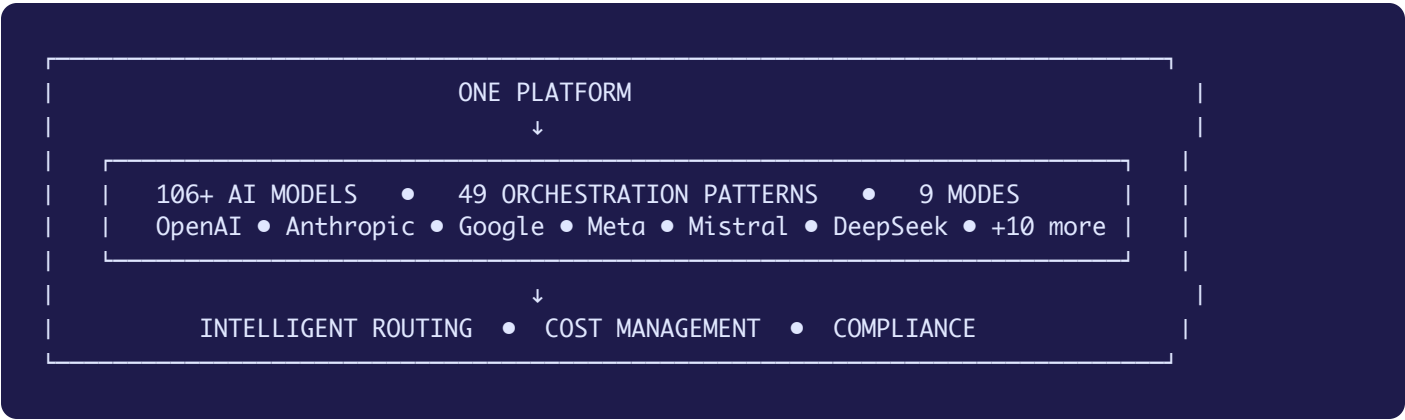 ONE PLATFORM
↓
106+ AI MODELS ● 49 ORCHESTRATION PATTERNS ● 9 MODES
OpenAI ● Anthropic ● Google ● Meta ● Mistral ● DeepSeek ● +10 more
↓
INTELLIGENT ROUTING ● COST MANAGEMENT ● COMPLIANCE